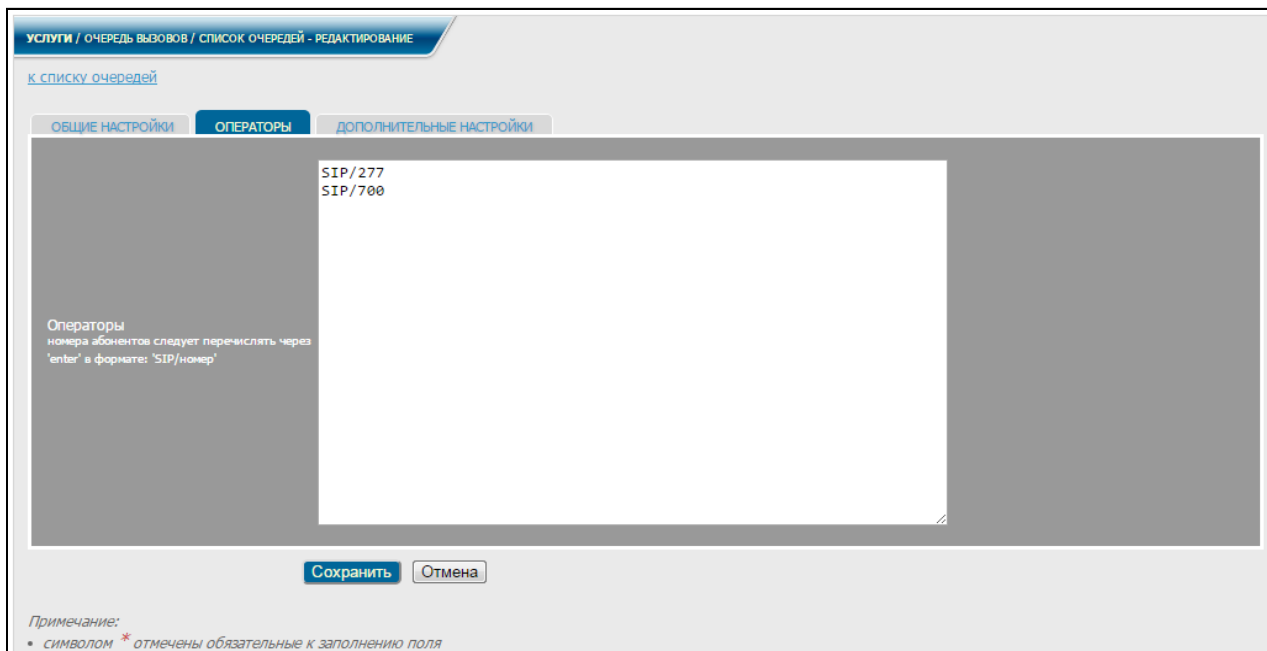 УСЛУГИ / ОЧЕРЕДЬ ВЫЗОВОВ / СПИСОК ОЧЕРЕДЕЙ - РЕДАКТИРОВАНИЕ
к списку очередей
ОБЩИЕ НАСТРОЙКИ ОПЕРАТОРЫ ДОПОЛНИТЕЛЬНЫЕ НАСТРОЙКИ
SIP/277
SIP/700
Операторы
номера абонентов следует перечислять через
'enter' в формате: 'SIP/номер'
Сохранить Отмена
Примечание:
• символом * отмечены обязательные к заполнению поля